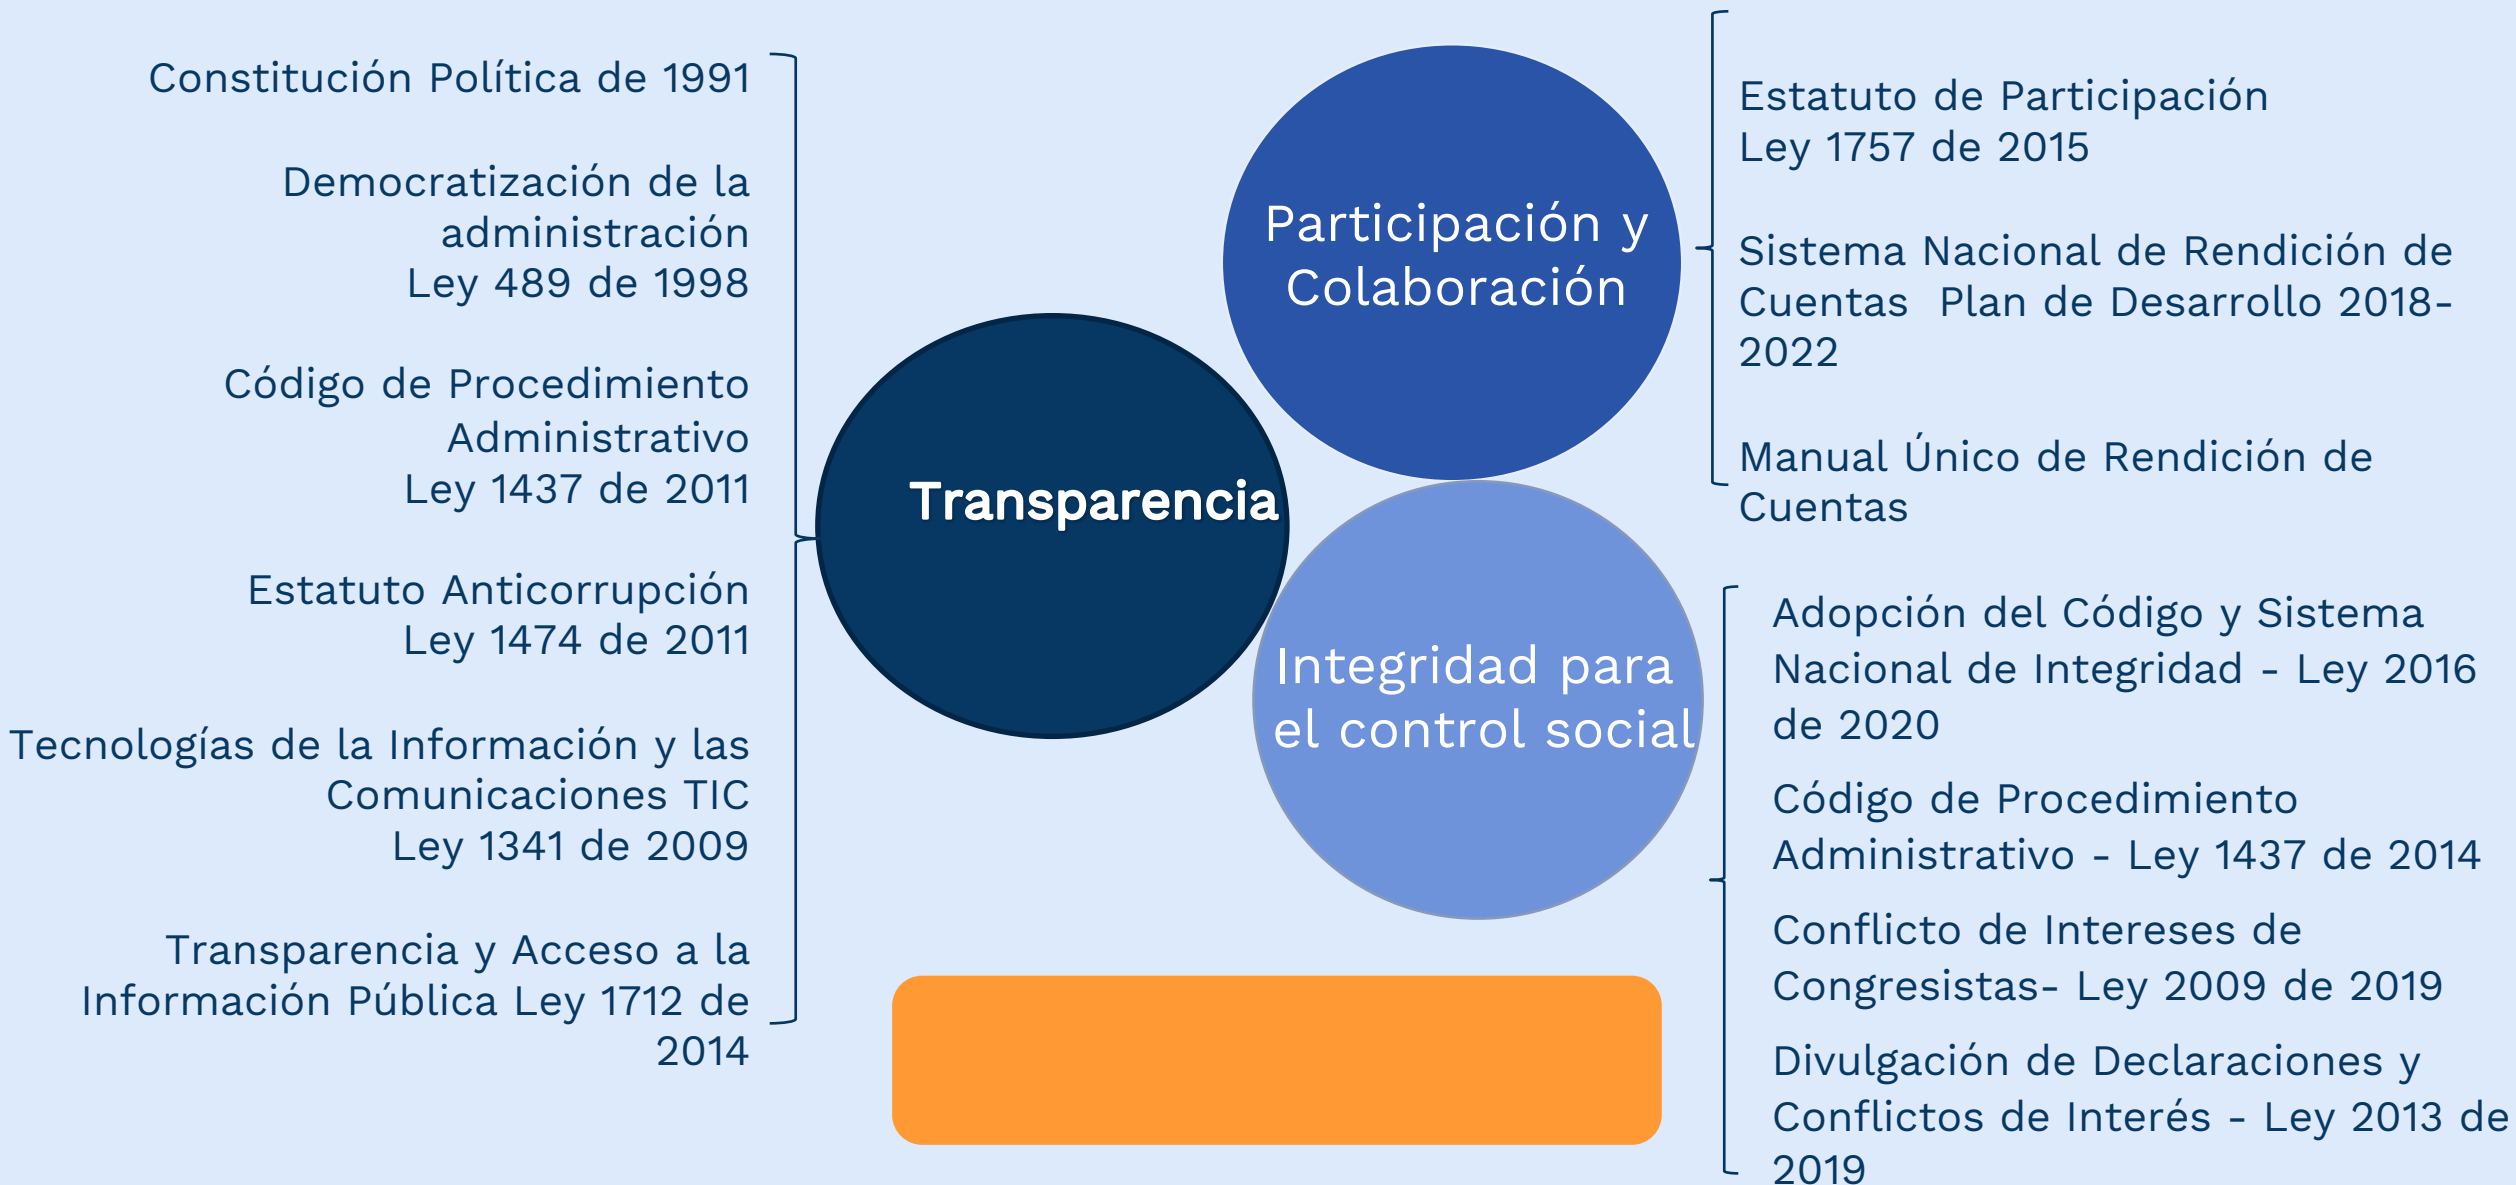 Constitución Política de 1991
Democratización de la
administración
Ley 489 de 1998
Código de Procedimiento
Administrativo
Ley 1437 de 2011
Estatuto Anticorrupción
Ley 1474 de 2011
Tecnologías de la Información y las
Comunicaciones TIC
Ley 1341 de 2009
Transparencia y Acceso a la
Información Pública Ley 1712 de
2014
Transparencia
Participación y
Colaboración
Integridad para
el control social
Estatuto de Participación
Ley 1757 de 2015
Sistema Nacional de Rendición de
Cuentas  Plan de Desarrollo 2018-
2022
Manual Único de Rendición de
Cuentas
Adopción del Código y Sistema
Nacional de Integridad - Ley 2016
de 2020
Código de Procedimiento
Administrativo - Ley 1437 de 2014
Conflicto de Intereses de
Congresistas- Ley 2009 de 2019
Divulgación de Declaraciones y
Conflictos de Interés - Ley 2013 de
2019